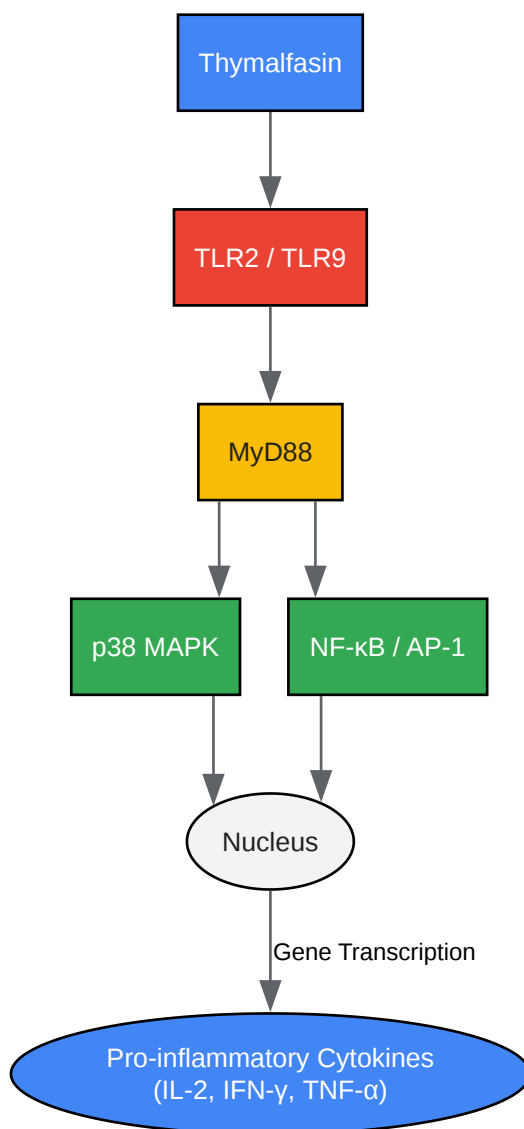 Thymalfasin
TLR2 / TLR9
MyD88
p38 MAPK
NF-κB / AP-1
Nucleus
Gene Transcription
Pro-inflammatory Cytokines
(IL-2, IFN-γ, TNF-α)